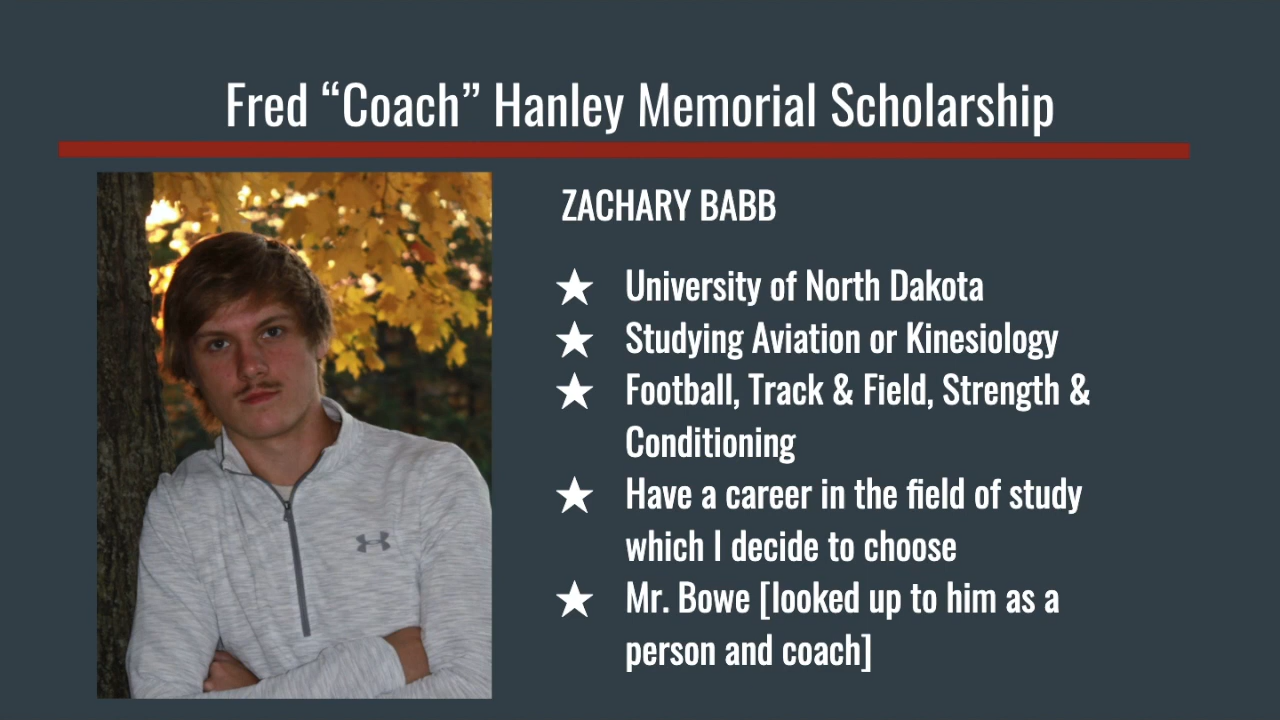 Fred “Coach” Hanley Memorial Scholarship
ZACHARY BABB
★ University of North Dakota
★ Studying Aviation or Kinesiology
★ Football, Track & Field, Strength &
Conditioning
★ Have a career in the field of study
which I decide to choose
★ Mr. Bowe [looked up to him as a
person and coach]